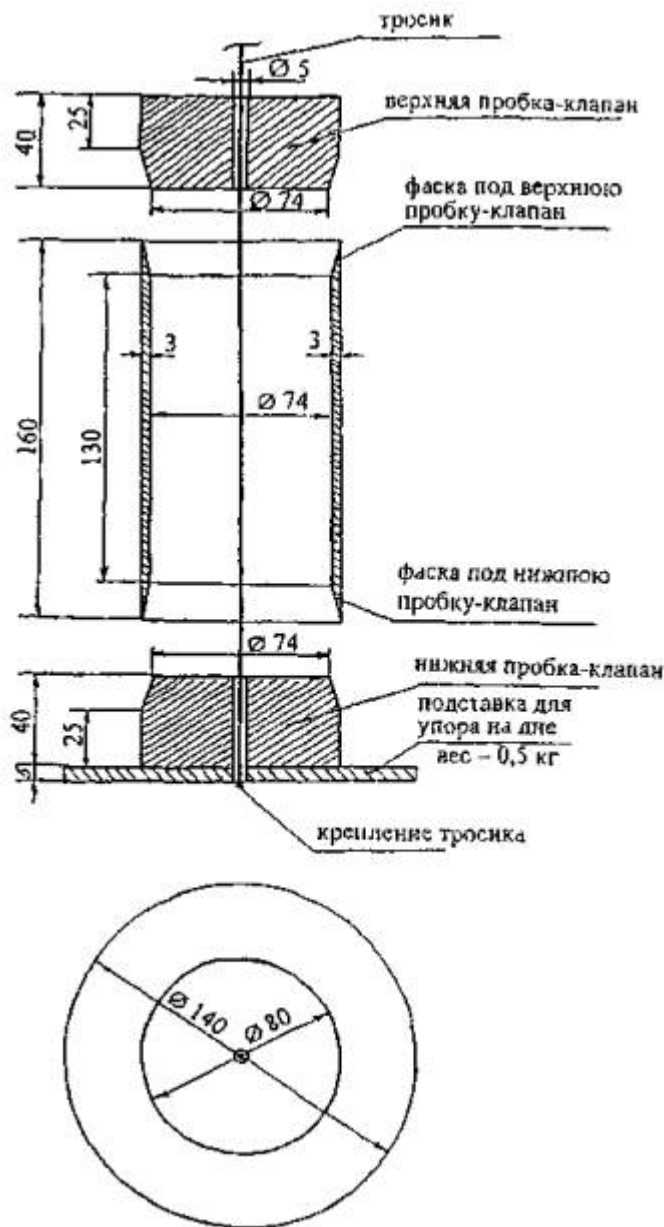 тросик
Ø 5
верхняя пробка-клапан
25
40
фаска под верхнюю
пробку-клапан
Ø 74
3
3
Ø 74
160
130
фаска под нижнюю
пробку-клапан
Ø 74
нижняя пробка-клапан
подставка для
упора на дне
вес – 0,5 кг
40
25
крепление тросика
Ø 140
Ø 80